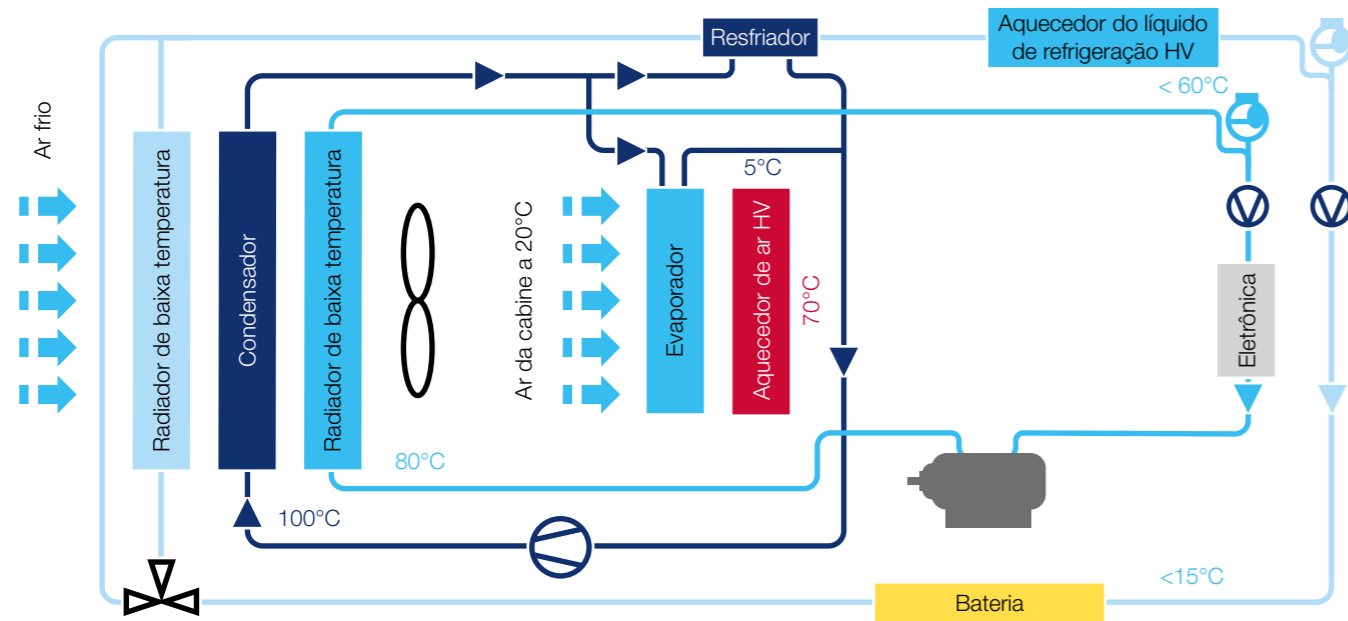 Resfriador
Aquecedor do líquido
de refrigeração HV
< 60°C
Ar frio
Radiador de baixa temperatura
Condensador
Radiador de baixa temperatura
Ar da cabine a 20°C
Evaporador
5°C
Aquecedor de ar HV
70°C
Eletrônica
80°C
100°C
<15°C
Bateria